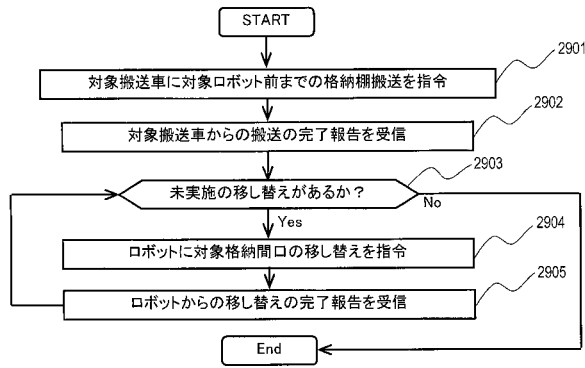 START
対象搬送車に対象ロボット前までの格納棚搬送を指令
2901
対象搬送車からの搬送の完了報告を受信
2902
未実施の移し替えがあるか？
2903
No
Yes
ロボットに対象格納間口の移し替えを指令
2904
ロボットからの移し替えの完了報告を受信
2905
End